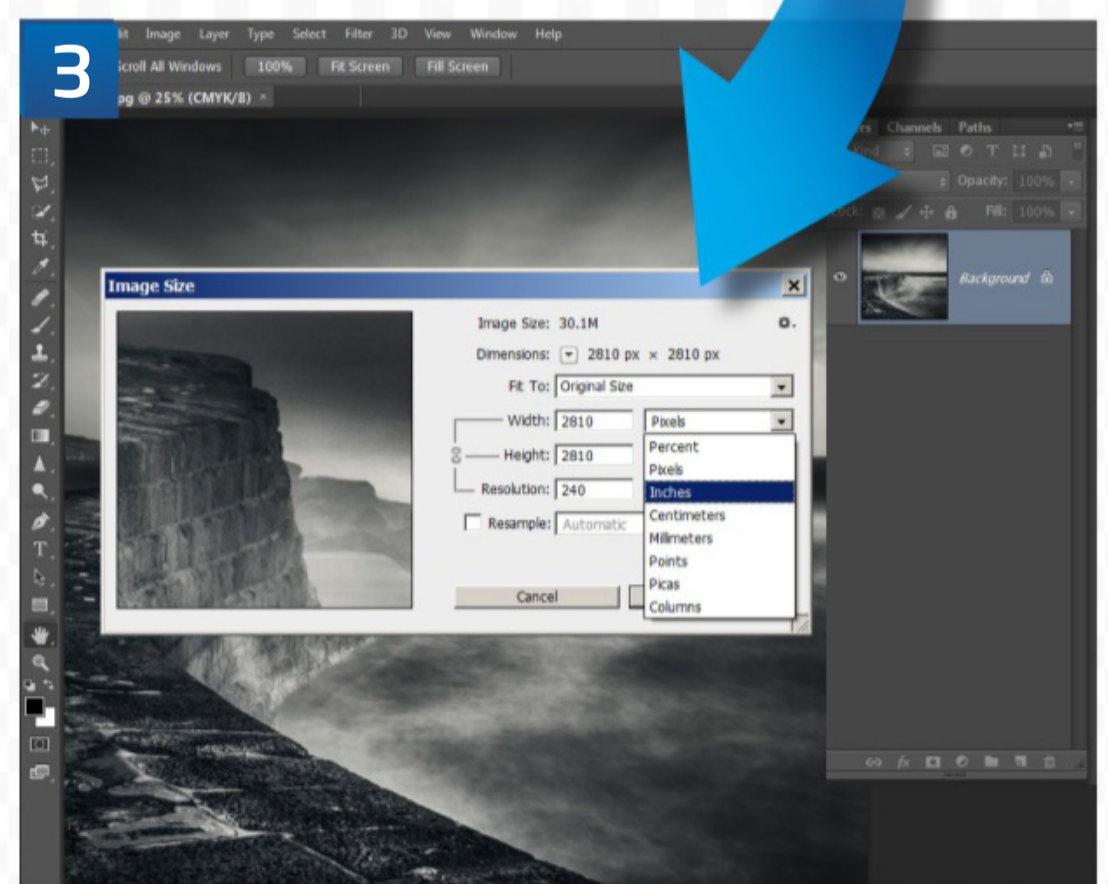 3
Image Layer Type Select Filter 3D View Window Help
Scroll All Windows 100% Fit Screen Fill Screen
pg @ 25% (CMYK/8) ×
Channels Paths
Opacity: 100%
Fill: 100%
Background
Image Size
Image Size: 30.1M
Dimensions: 2810 px × 2810 px
Fit To: Original Size
Width: 2810 Pixels
Height: 2810
Resolution: 240
Resample: Automatic
Percent
Pixels
Inches
Centimeters
Millimeters
Points
Picas
Columns
Cancel